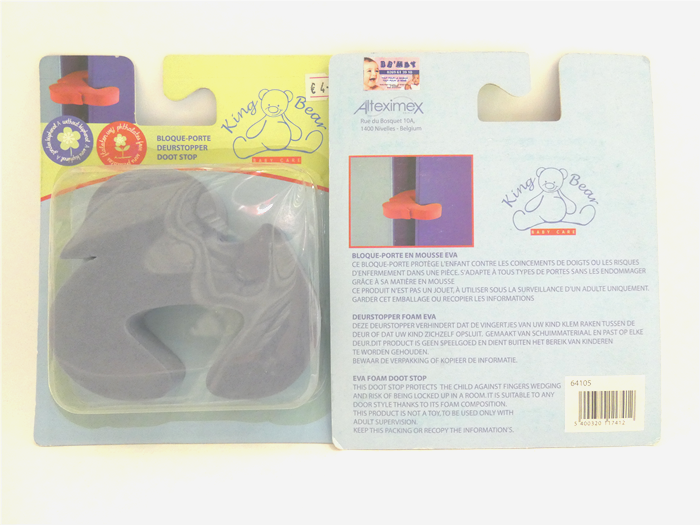 € 4
King Bear
BABY CARE
BLOQUE-PORTE
DEURSTOPPER
DOOT STOP
BEMBY
Alteximex
Rue du Bosquet 10A,
1400 Nivelles - Belgium
King Bear
BABY CARE
BLOQUE-PORTE EN MOUSSE EVA
CE BLOQUE-PORTE PROTÈGE L'ENFANT CONTRE LES COINCEMENTS DE DOIGTS OU LES RISQUES
D'ENFERMEMENT DANS UNE PIÈCE. S'ADAPTE À TOUS TYPES DE PORTES SANS LES ENDOMMAGER
GRÂCE À SA MATIÈRE EN MOUSSE
CE PRODUIT N'EST PAS UN JOUET, À UTILISER SOUS LA SURVEILLANCE D'UN ADULTE UNIQUEMENT.
GARDER CET EMBALLAGE OU RECOPIER LES INFORMATIONS
DEURSTOPPER FOAM EVA
DEZE DEURSTOPPER VERHINDERT DAT DE VINGERTJES VAN UW KIND KLEM RAKEN TUSSEN DE
DEUR OF DAT UW KIND ZICHZELF OPSLUIT. GEMAAKT VAN SCHUIMMATERIAAL EN PAST OP ELKE
DEUR.DIT PRODUCT IS GEEN SPEELGOED EN DIENT BUITEN HET BEREIK VAN KINDEREN
TE WORDEN GEHOUDEN.
BEWAAR DE VERPAKKING OF KOPIEER DE INFORMATIE.
EVA FOAM DOOT STOP
THIS DOOT STOP PROTECTS THE CHILD AGAINST FINGERS WEDGING
AND RISK OF BEING LOCKED UP IN A ROOM. IT IS SUITABLE TO ANY
DOOR STYLE THANKS TO ITS FOAM COMPOSITION.
THIS PRODUCT IS NOT A TOY, TO BE USED ONLY WITH
ADULT SUPERVISION.
KEEP THIS PACKING OR RECOPY THE INFORMATION'S.
64105
5 400320 117412